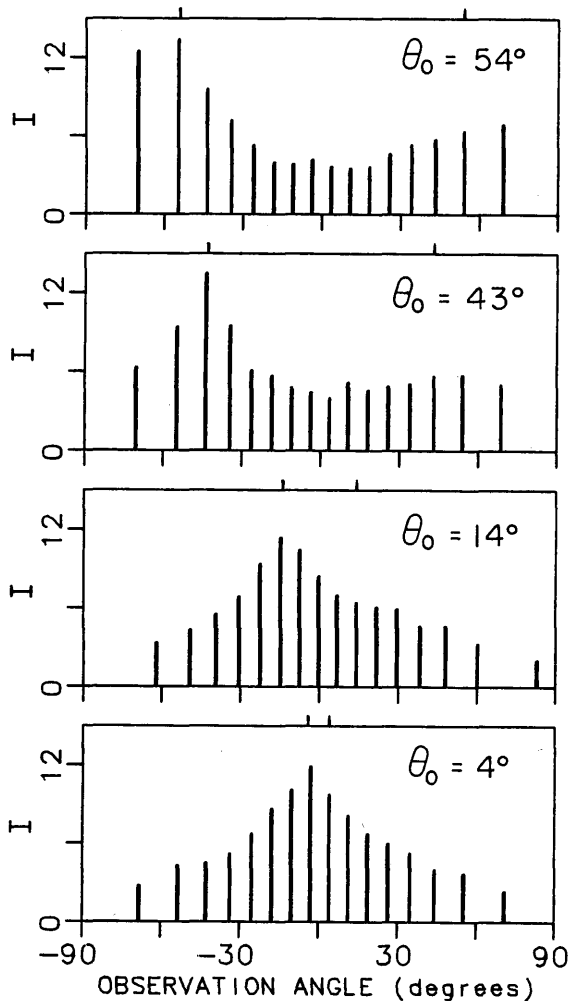 12
I
0
θ₀ = 54°
12
I
0
θ₀ = 43°
12
I
0
θ₀ = 14°
12
I
0
θ₀ = 4°
-90 -30 30 90
OBSERVATION ANGLE (degrees)